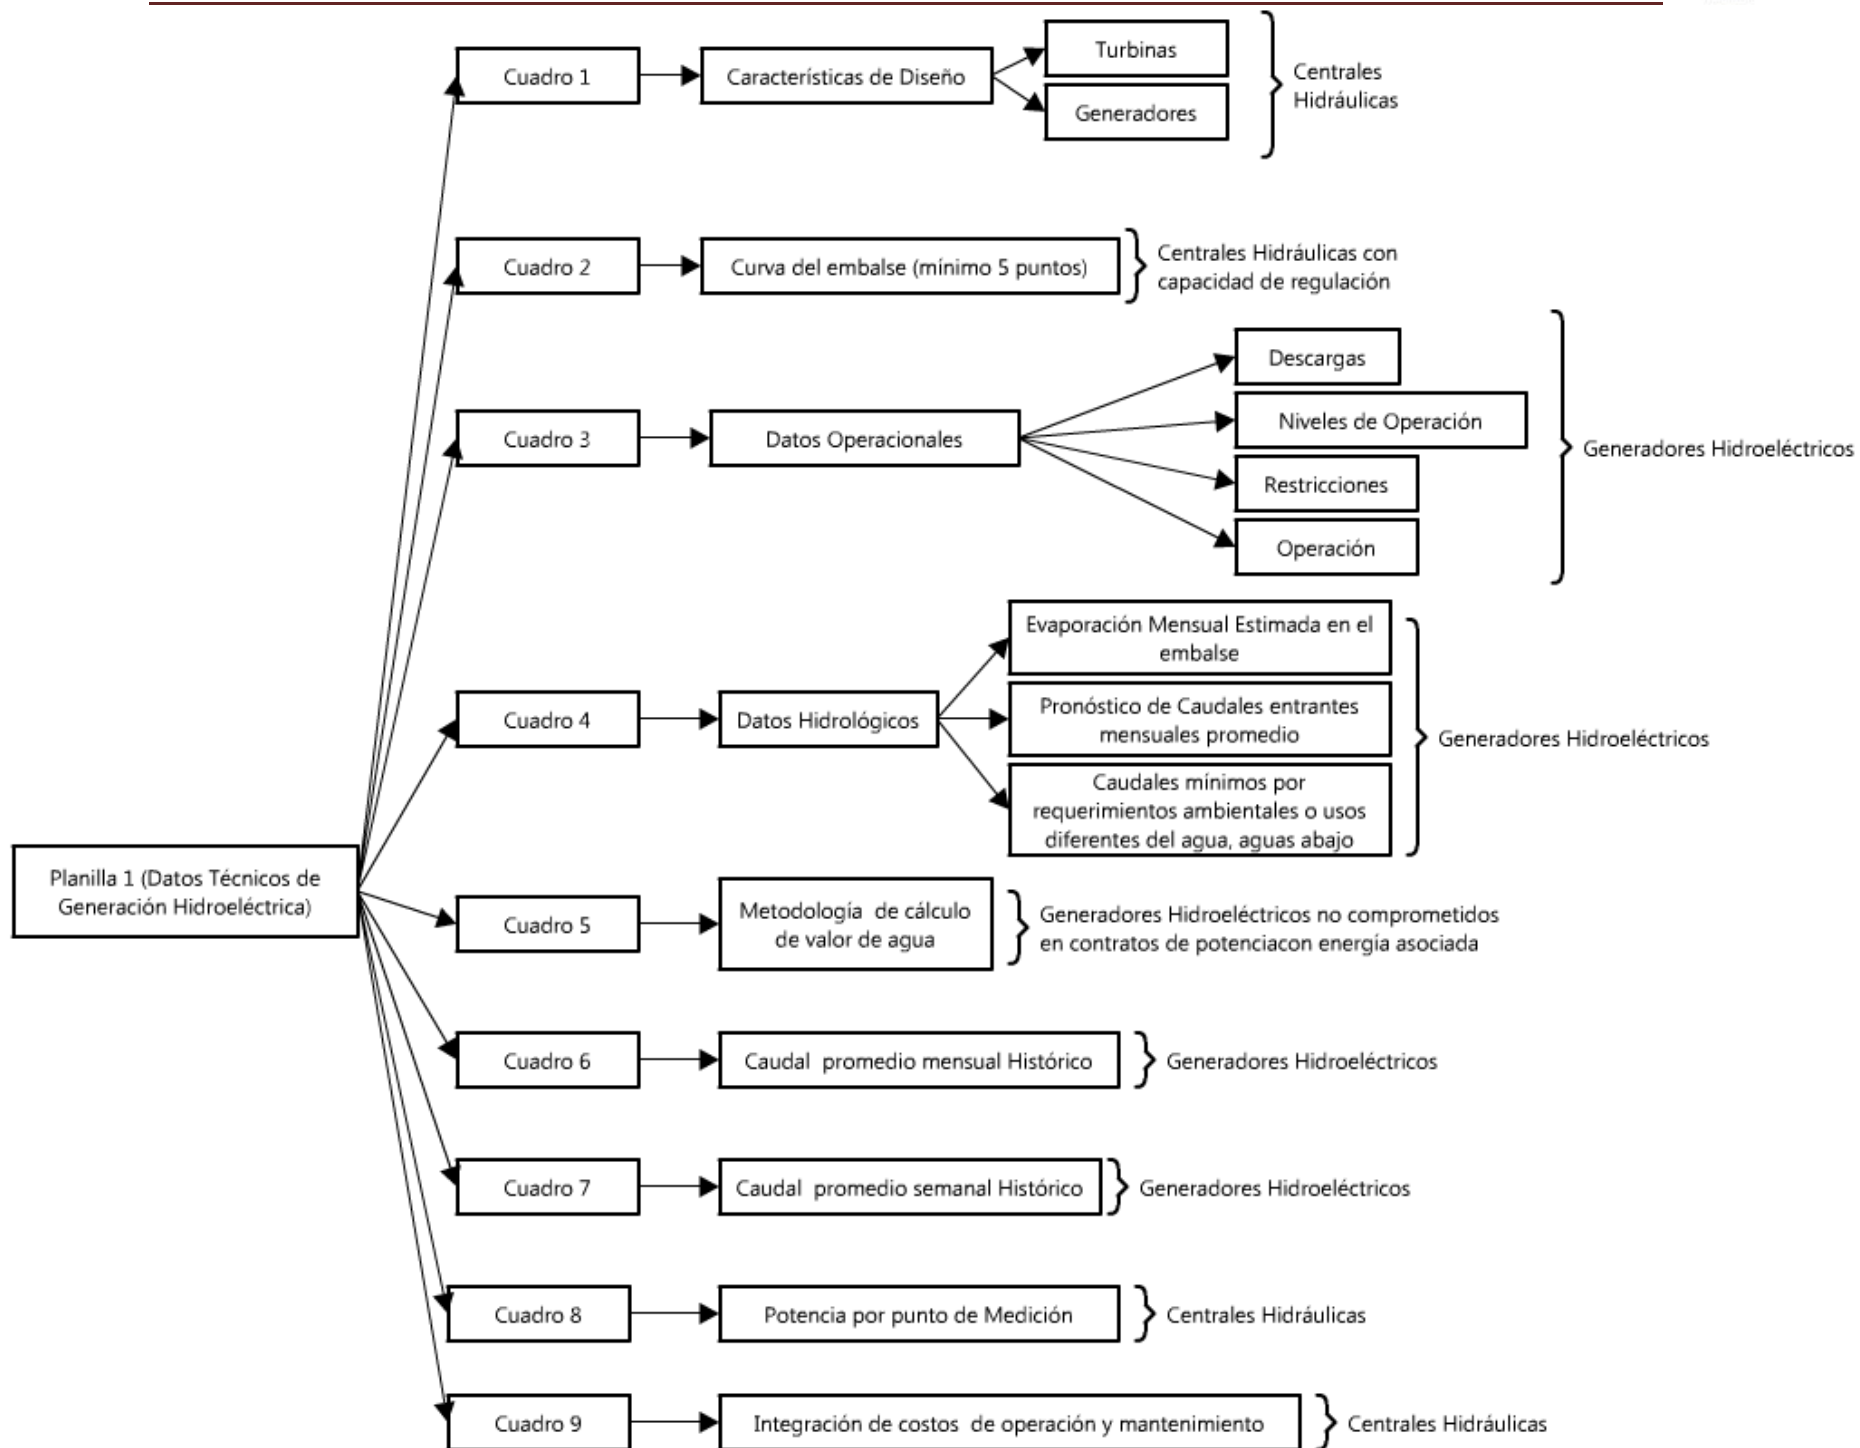 Cuadro 1
Características de Diseño
Turbinas
Generadores
Centrales
Hidráulicas
Cuadro 2
Curva del embalse (mínimo 5 puntos)
Centrales Hidráulicas con
capacidad de regulación
Cuadro 3
Datos Operacionales
Descargas
Niveles de Operación
Restricciones
Operación
Generadores Hidroeléctricos
Cuadro 4
Datos Hidrológicos
Evaporación Mensual Estimada en el
embalse
Pronóstico de Caudales entrantes
mensuales promedio
Caudales mínimos por
requerimientos ambientales o usos
diferentes del agua, aguas abajo
Generadores Hidroeléctricos
Planilla 1 (Datos Técnicos de
Generación Hidroeléctrica)
Cuadro 5
Metodología  de cálculo
de valor de agua
Generadores Hidroeléctricos no comprometidos
en contratos de potenciacon energía asociada
Cuadro 6
Caudal  promedio mensual Histórico
Generadores Hidroeléctricos
Cuadro 7
Caudal  promedio semanal Histórico
Generadores Hidroeléctricos
Cuadro 8
Potencia por punto de Medición
Centrales Hidráulicas
Cuadro 9
Integración de costos  de operación y mantenimiento
Centrales Hidráulicas